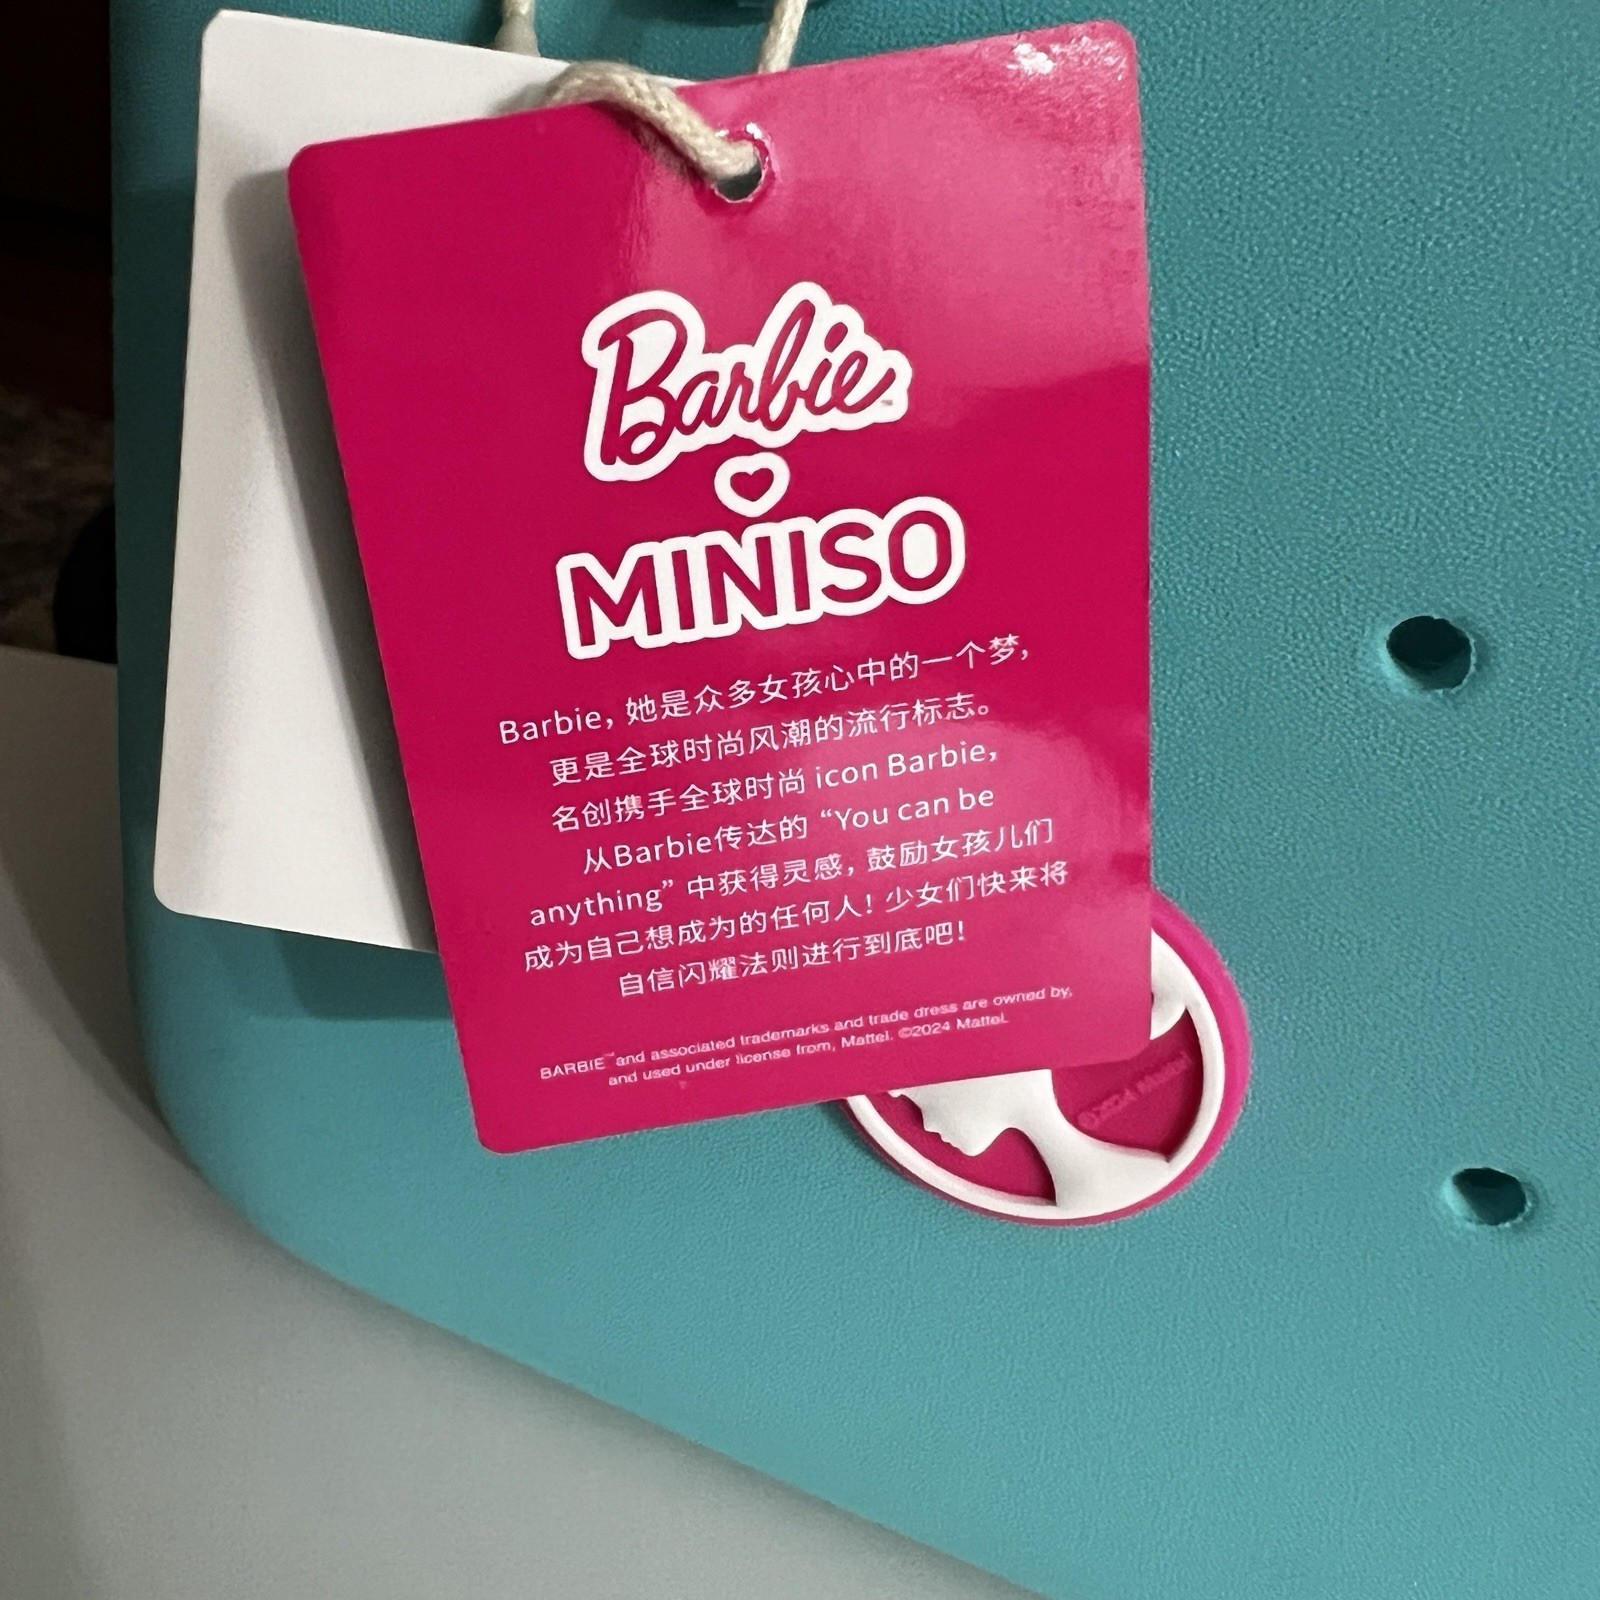 Barbie
MINISO
Barbie, 她是众多女孩心中的一个梦,
更是全球时尚风潮的流行标志。
名创携手全球时尚 icon Barbie,
从Barbie传达的 “You can be
anything” 中获得灵感, 鼓励女孩儿们
成为自己想成为的任何人! 少女们快来将
自信闪耀法则进行到底吧!
BARBIE™ and associated trademarks and trade dress are owned by,
and used under license from, Mattel. ©2024 Mattel.
©2024 Mattel